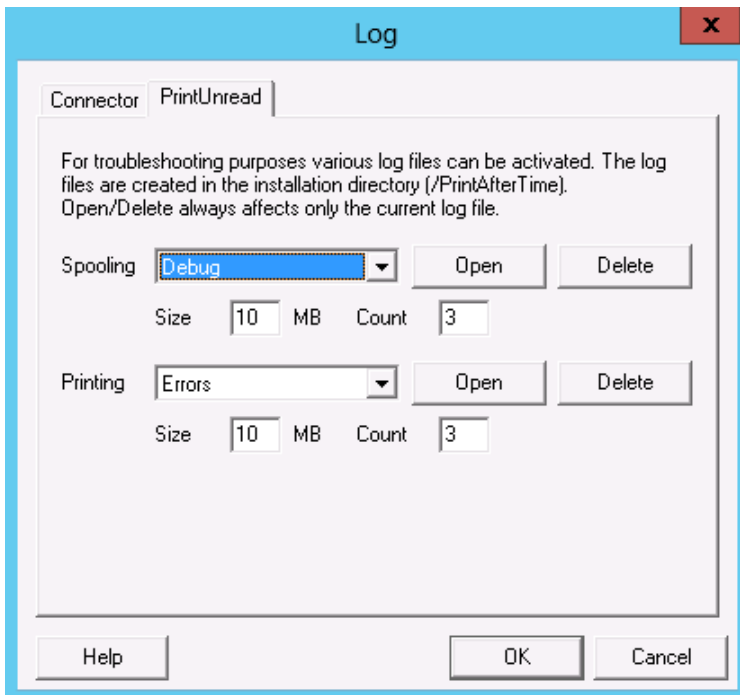 Log
x
Connector PrintUnread
For troubleshooting purposes various log files can be activated. The log
files are created in the installation directory (/PrintAfterTime).
Open/Delete always affects only the current log file.
Spooling Debug Open Delete
Size 10 MB Count 3
Printing Errors Open Delete
Size 10 MB Count 3
Help OK Cancel